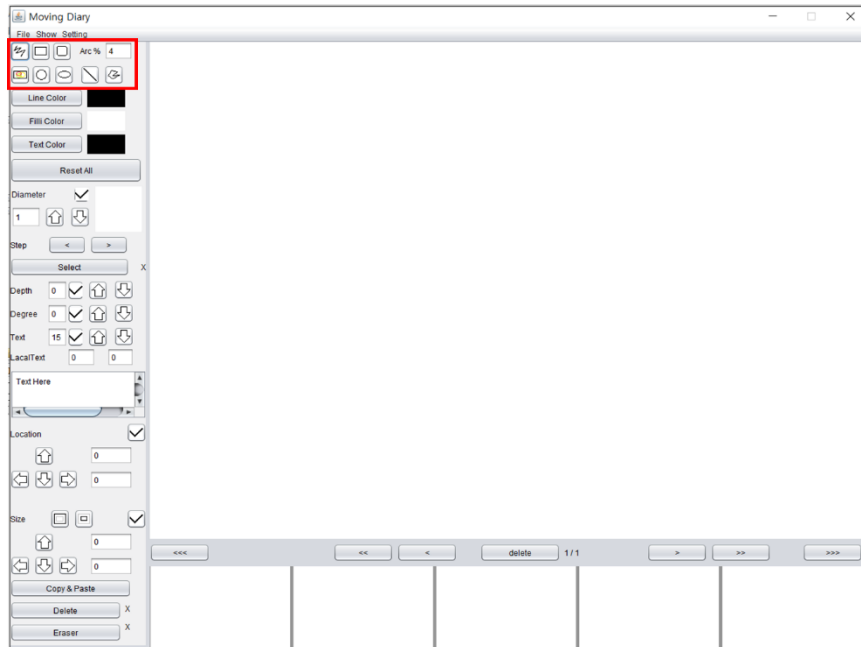 Moving Diary
File Show Setting
Arc % 4
Line Color
Filli Color
Text Color
Reset All
Diameter
1
Step < >
Select X
Depth 0
Degree 0
Text 15
LacalText 0 0
Text Here
Location
0
0
Size
0
0
<<< << < delete 1 / 1 > >> >>>
Copy & Paste
Delete X
Eraser X